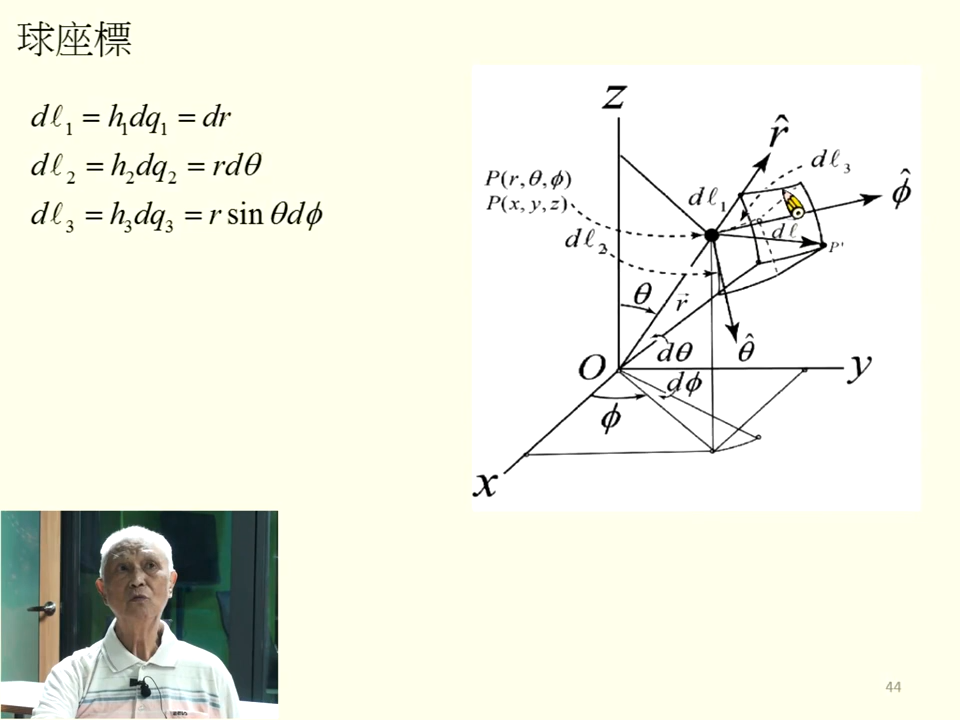 球座標
dℓ₁ = h₁dq₁ = dr
dℓ₂ = h₂dq₂ = rdθ
dℓ₃ = h₃dq₃ = r sin θdϕ
z
r̂
dℓ₃
P(r,θ,ϕ)
P(x,y,z)
dℓ₁
ϕ̂
dℓ₂
dℓ
P'
θ
r⃗
dθ
θ̂
O
y
dϕ
ϕ
x
44